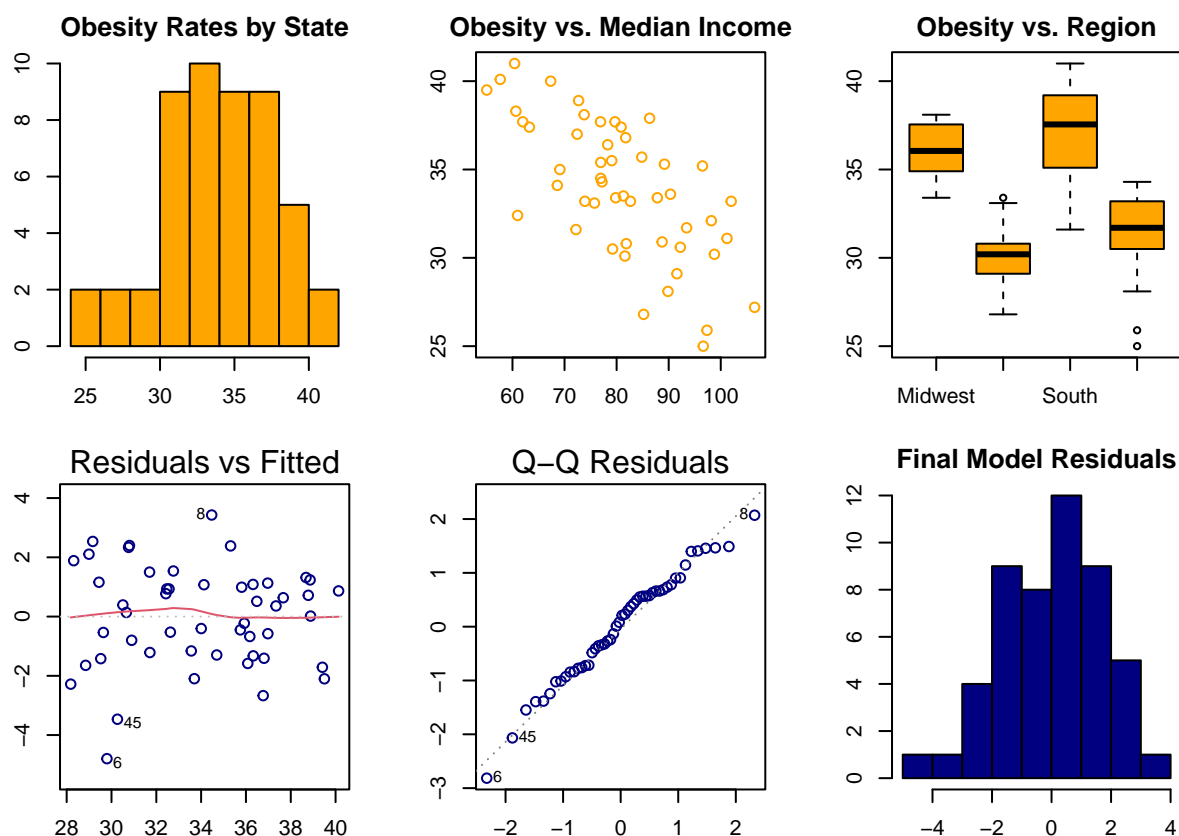 Obesity Rates by State
0 2 4 6 8 10
25 30 35 40
Obesity vs. Median Income
25 30 35 40
60 70 80 90 100
Obesity vs. Region
25 30 35 40
Midwest South
Residuals vs Fitted
−4 −2 0 2 4
28 30 32 34 36 38 40
8
45
6
Q−Q Residuals
−3 −2 −1 0 1 2
−2 −1 0 1 2
8
45
6
Final Model Residuals
0 2 4 6 8 10 12
−4 −2 0 2 4